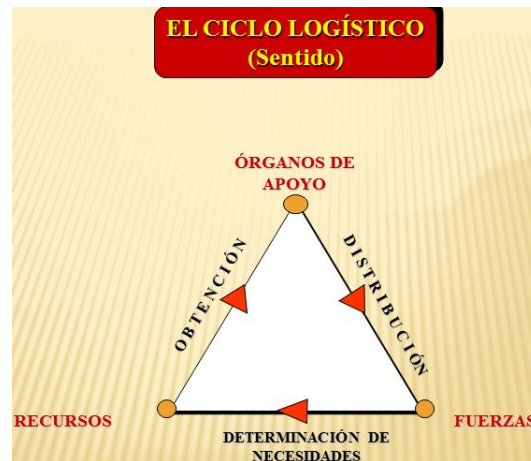 EL CICLO LOGÍSTICO
(Sentido)
ÓRGANOS DE
APOYO
OBTENCIÓN
DISTRIBUCIÓN
RECURSOS
FUERZAS
DETERMINACIÓN DE
NECESIDADES